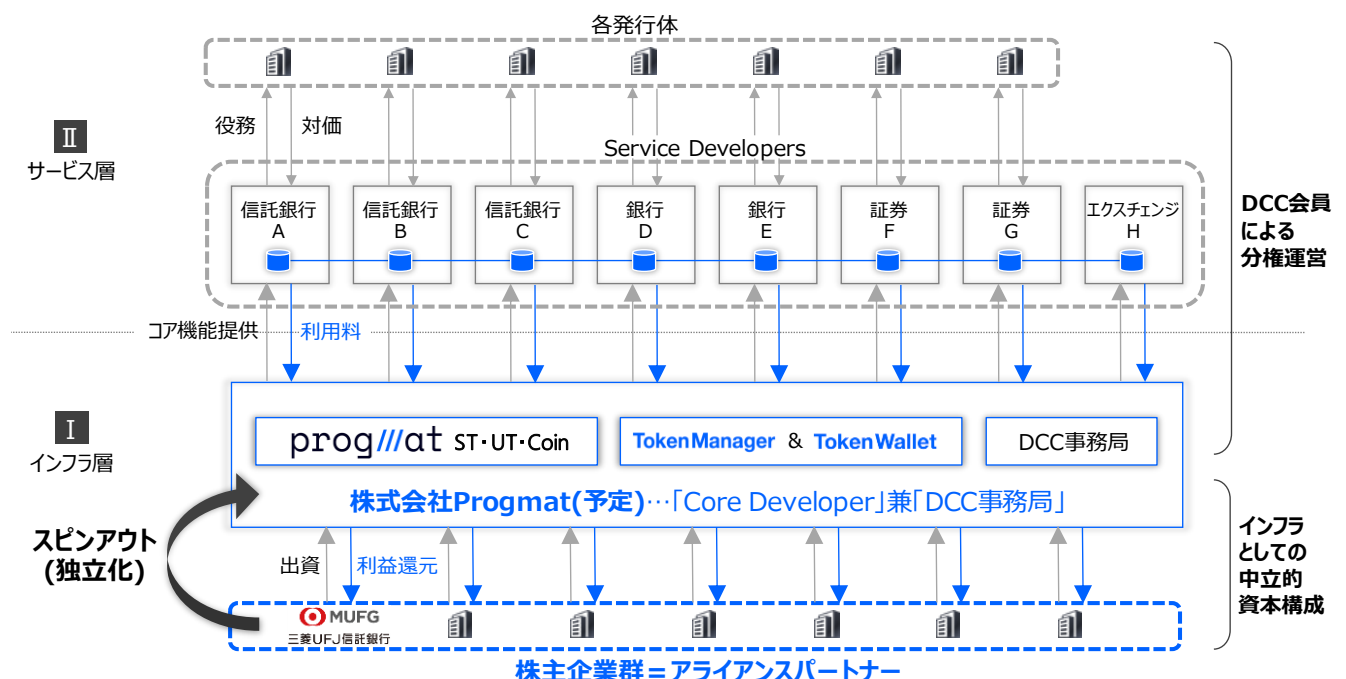 各発行体
役務
対価
Ⅱ
サービス層
Service Developers
信託銀行
A
信託銀行
B
信託銀行
C
銀行
D
銀行
E
証券
F
証券
G
エクスチェンジ
H
DCC会員
による
分権運営
コア機能提供
利用料
Ⅰ
インフラ層
prog///at ST・UT・Coin
TokenManager & TokenWallet
DCC事務局
株式会社Progmat(予定)…「Core Developer」兼「DCC事務局」
スピンアウト
(独立化)
出資
利益還元
インフラ
としての
中立的
資本構成
MUFG
三菱UFJ信託銀行
株主企業群=アライアンスパートナー